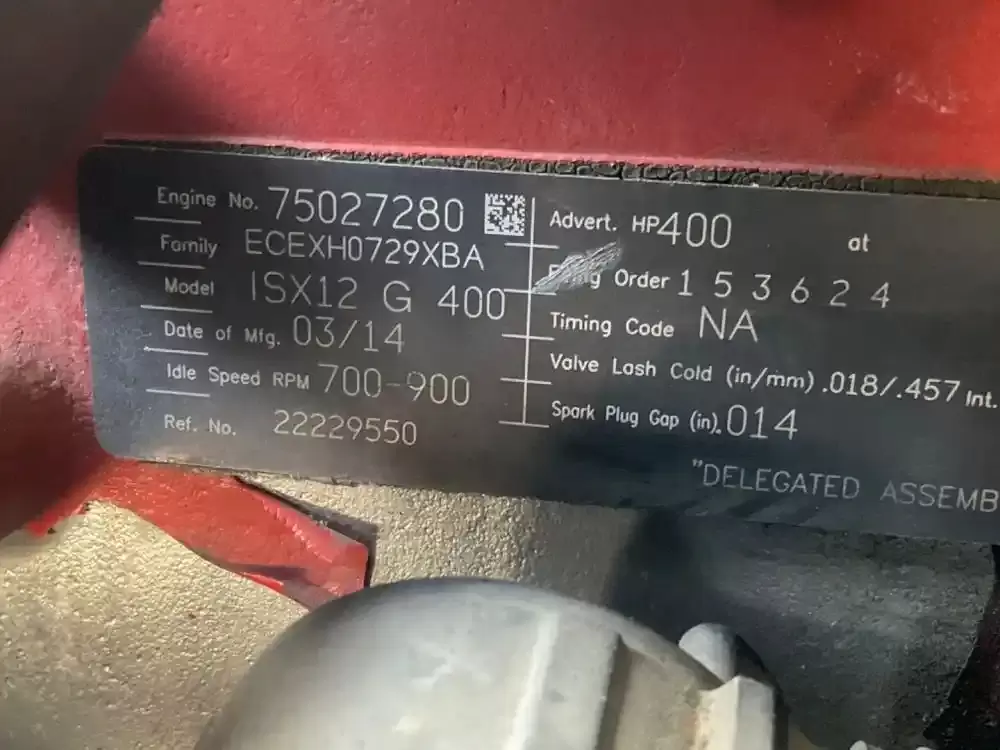 Engine No. 75027280
Family ECEXH0729XBA
Model ISX12 G 400
Date of Mfg. 03/14
Idle Speed RPM 700-900
Ref. No. 22229550
Advert. HP 400 at
Order 1 5 3 6 2 4
Timing Code NA
Valve Lash Cold (in/mm) .018/.457 Int.
Spark Plug Gap (in). 014
"DELEGATED ASSEMB